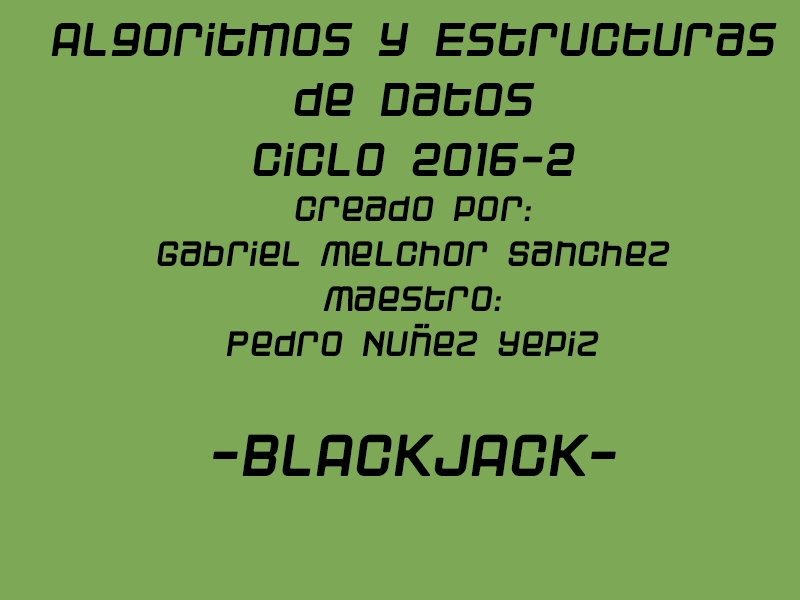 Algoritmos y Estructuras
de Datos
Ciclo 2016-2
Creado por:
Gabriel Melchor Sanchez
Maestro:
Pedro Nuñez Yepiz
-BLACKJACK-